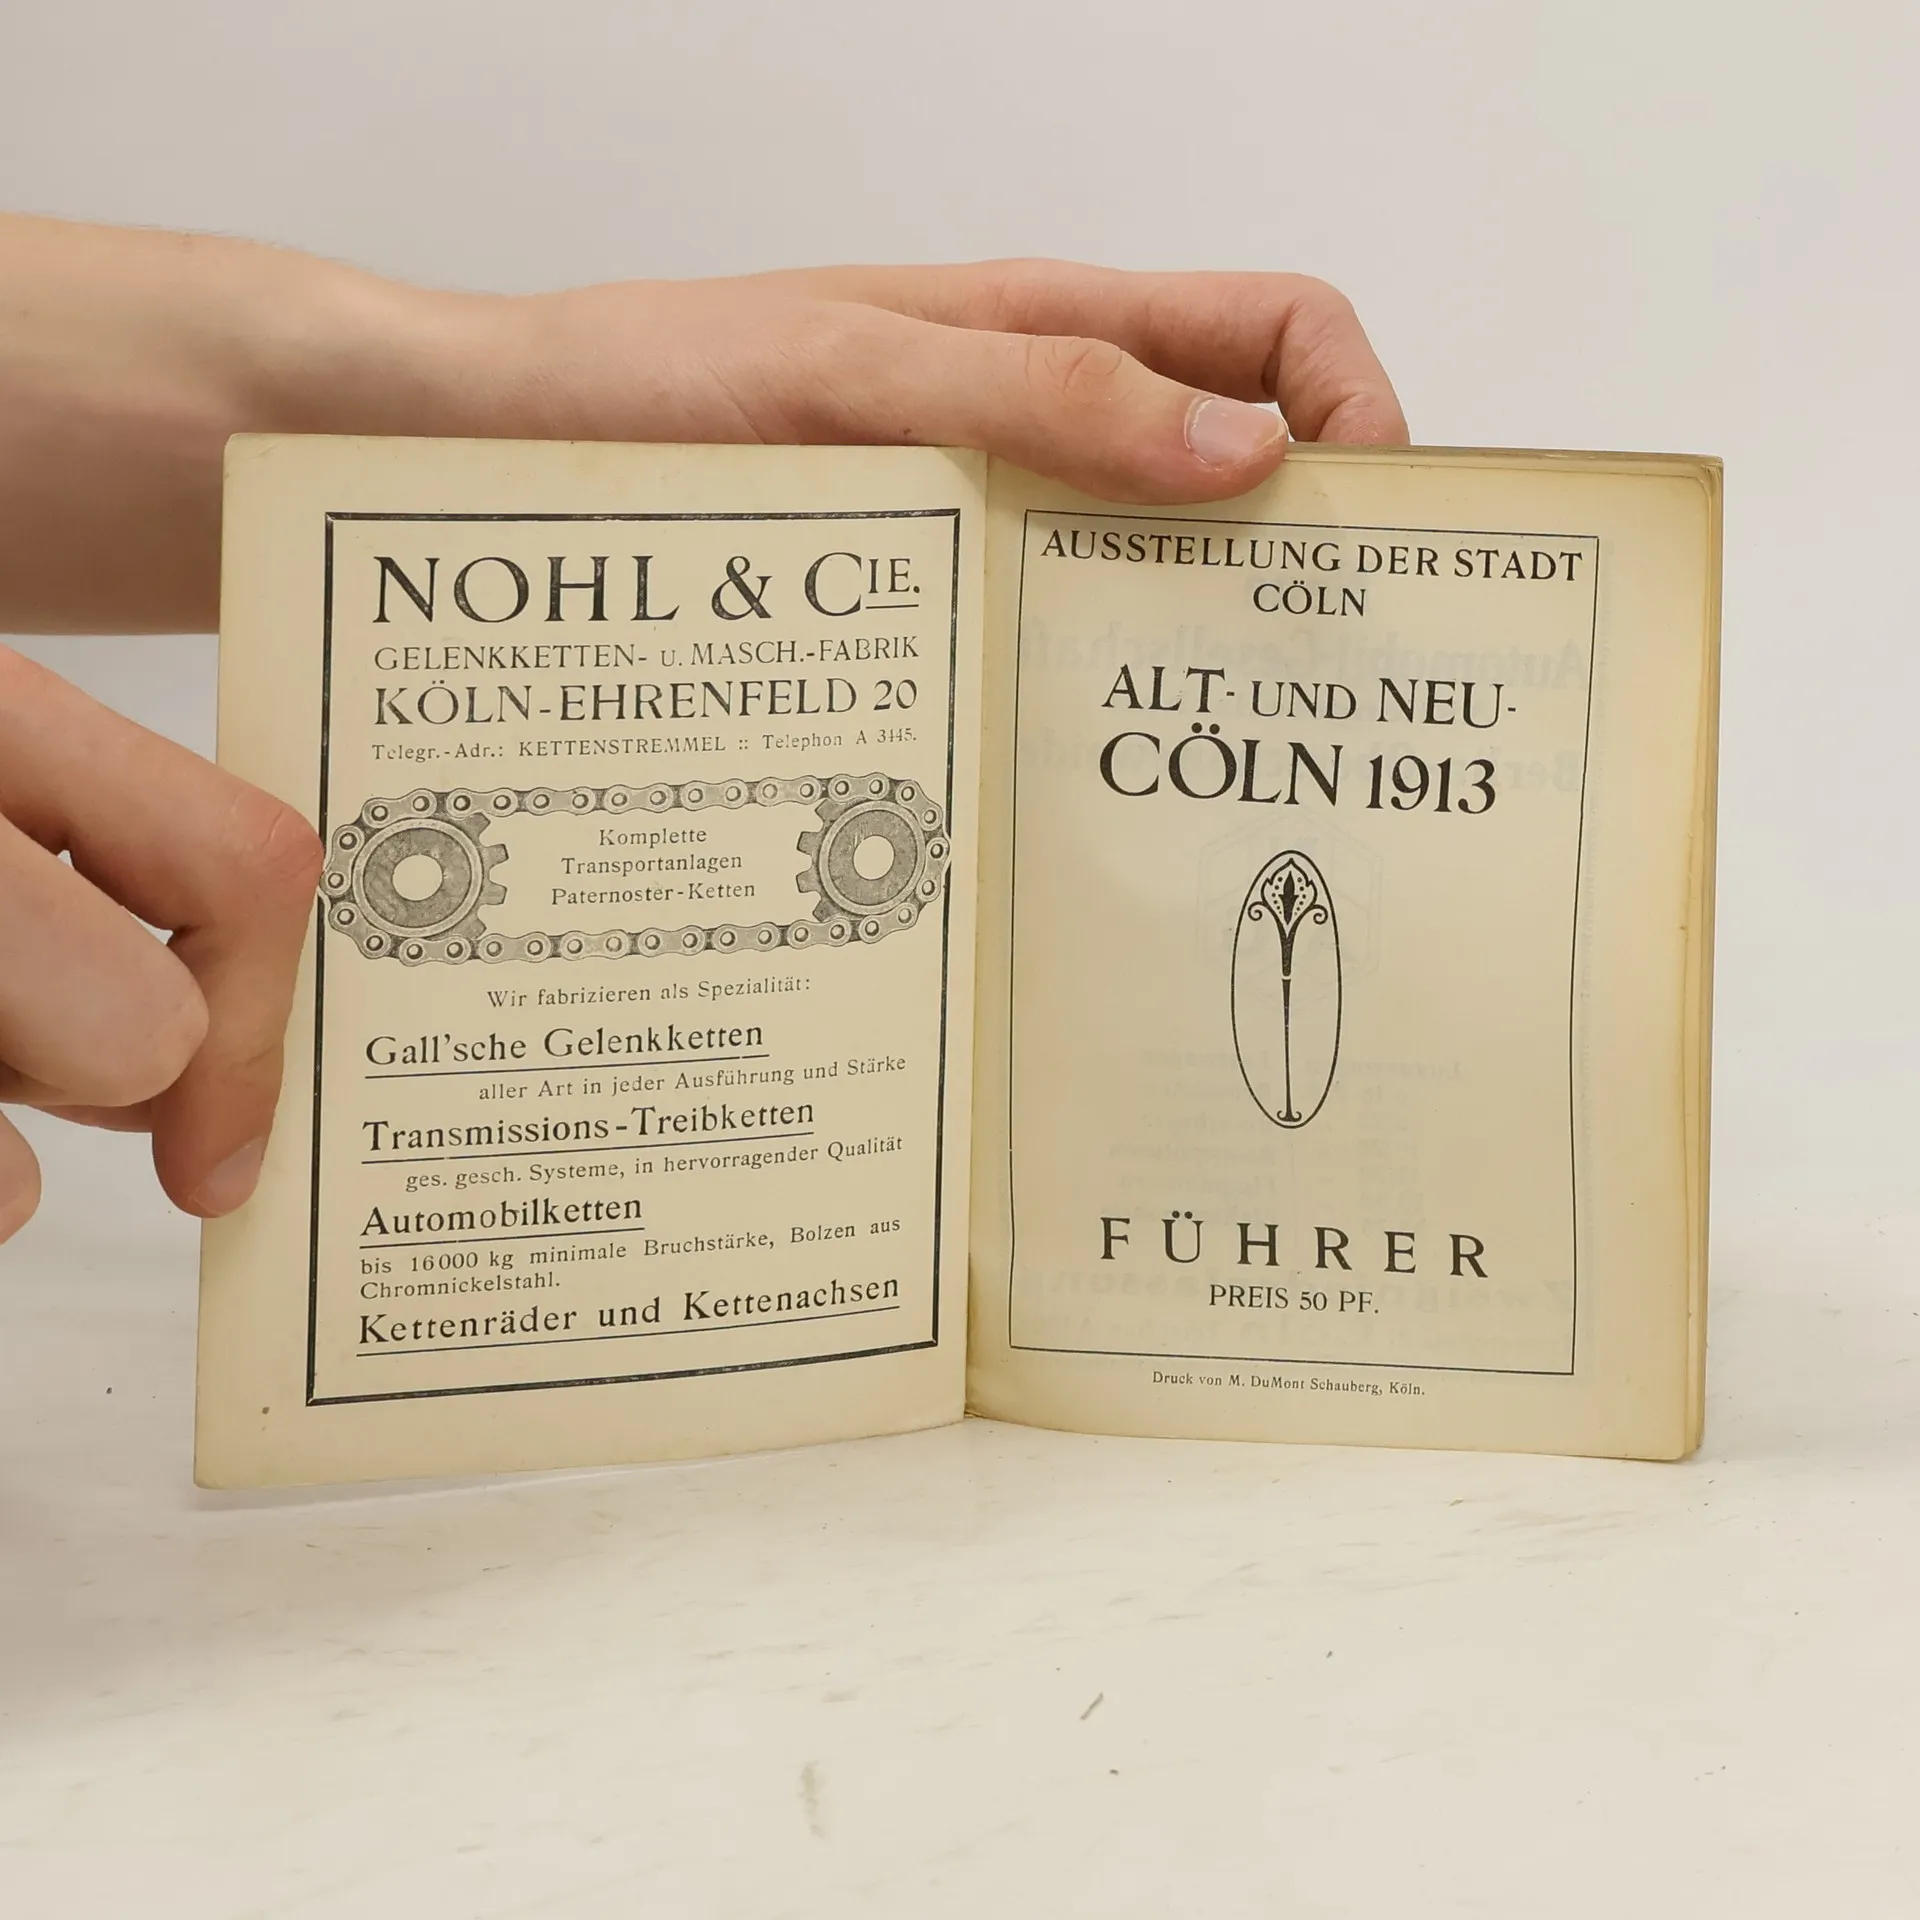 NOHL & CIE.
GELENKKETTEN- U. MASCH.-FABRIK
KÖLN-EHRENFELD 20
Telegr.-Adr.: KETTENSTREMMEL :: Telephon A 3445.
Komplette
Transportanlagen
Paternoster-Ketten
Wir fabrizieren als Spezialität:
Gall'sche Gelenkketten
aller Art in jeder Ausführung und Stärke
Transmissions-Treibketten
ges. gesch. Systeme, in hervorragender Qualität
Automobilketten
bis 16000 kg minimale Bruchstärke, Bolzen aus
Chromnickelstahl.
Kettenräder und Kettenachsen
AUSSTELLUNG DER STADT
CÖLN
ALT- UND NEU-
CÖLN 1913
FÜHRER
PREIS 50 PF.
Druck von M. DuMont Schauberg, Köln.